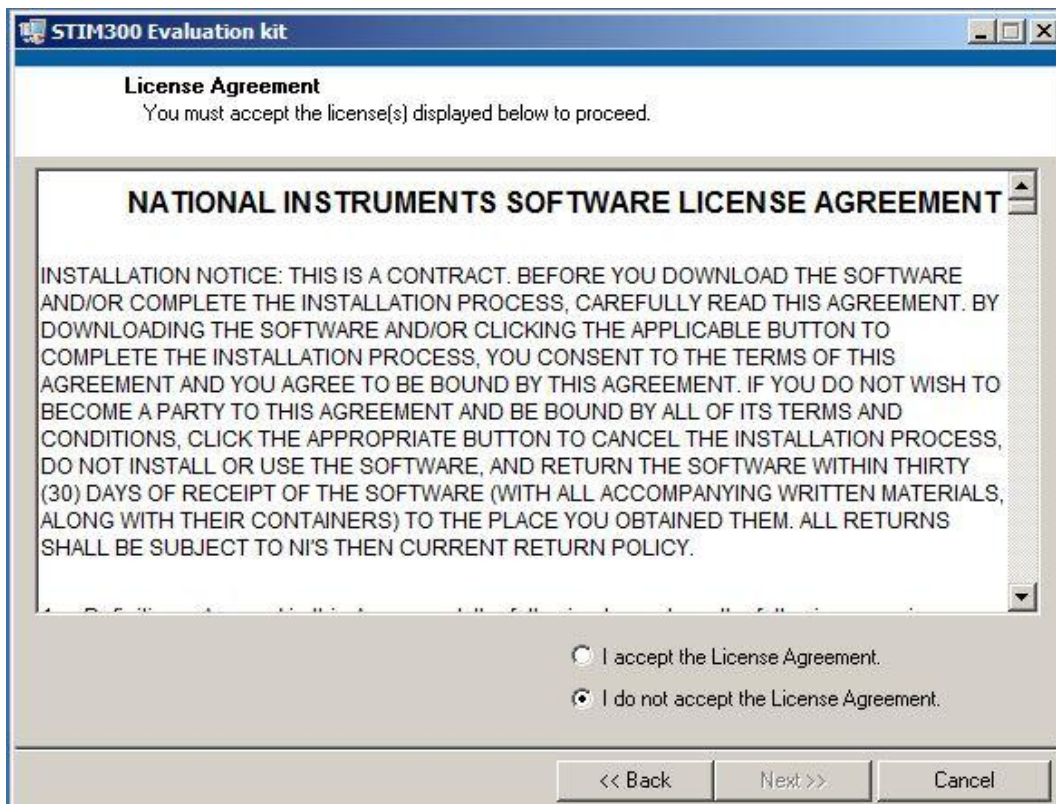 STIM300 Evaluation kit
License Agreement
You must accept the license(s) displayed below to proceed.
NATIONAL INSTRUMENTS SOFTWARE LICENSE AGREEMENT
INSTALLATION NOTICE: THIS IS A CONTRACT. BEFORE YOU DOWNLOAD THE SOFTWARE
AND/OR COMPLETE THE INSTALLATION PROCESS, CAREFULLY READ THIS AGREEMENT. BY
DOWNLOADING THE SOFTWARE AND/OR CLICKING THE APPLICABLE BUTTON TO
COMPLETE THE INSTALLATION PROCESS, YOU CONSENT TO THE TERMS OF THIS
AGREEMENT AND YOU AGREE TO BE BOUND BY THIS AGREEMENT. IF YOU DO NOT WISH TO
BECOME A PARTY TO THIS AGREEMENT AND BE BOUND BY ALL OF ITS TERMS AND
CONDITIONS, CLICK THE APPROPRIATE BUTTON TO CANCEL THE INSTALLATION PROCESS,
DO NOT INSTALL OR USE THE SOFTWARE, AND RETURN THE SOFTWARE WITHIN THIRTY
(30) DAYS OF RECEIPT OF THE SOFTWARE (WITH ALL ACCOMPANYING WRITTEN MATERIALS,
ALONG WITH THEIR CONTAINERS) TO THE PLACE YOU OBTAINED THEM. ALL RETURNS
SHALL BE SUBJECT TO NI'S THEN CURRENT RETURN POLICY.
I accept the License Agreement.
I do not accept the License Agreement.
<< Back Next >> Cancel